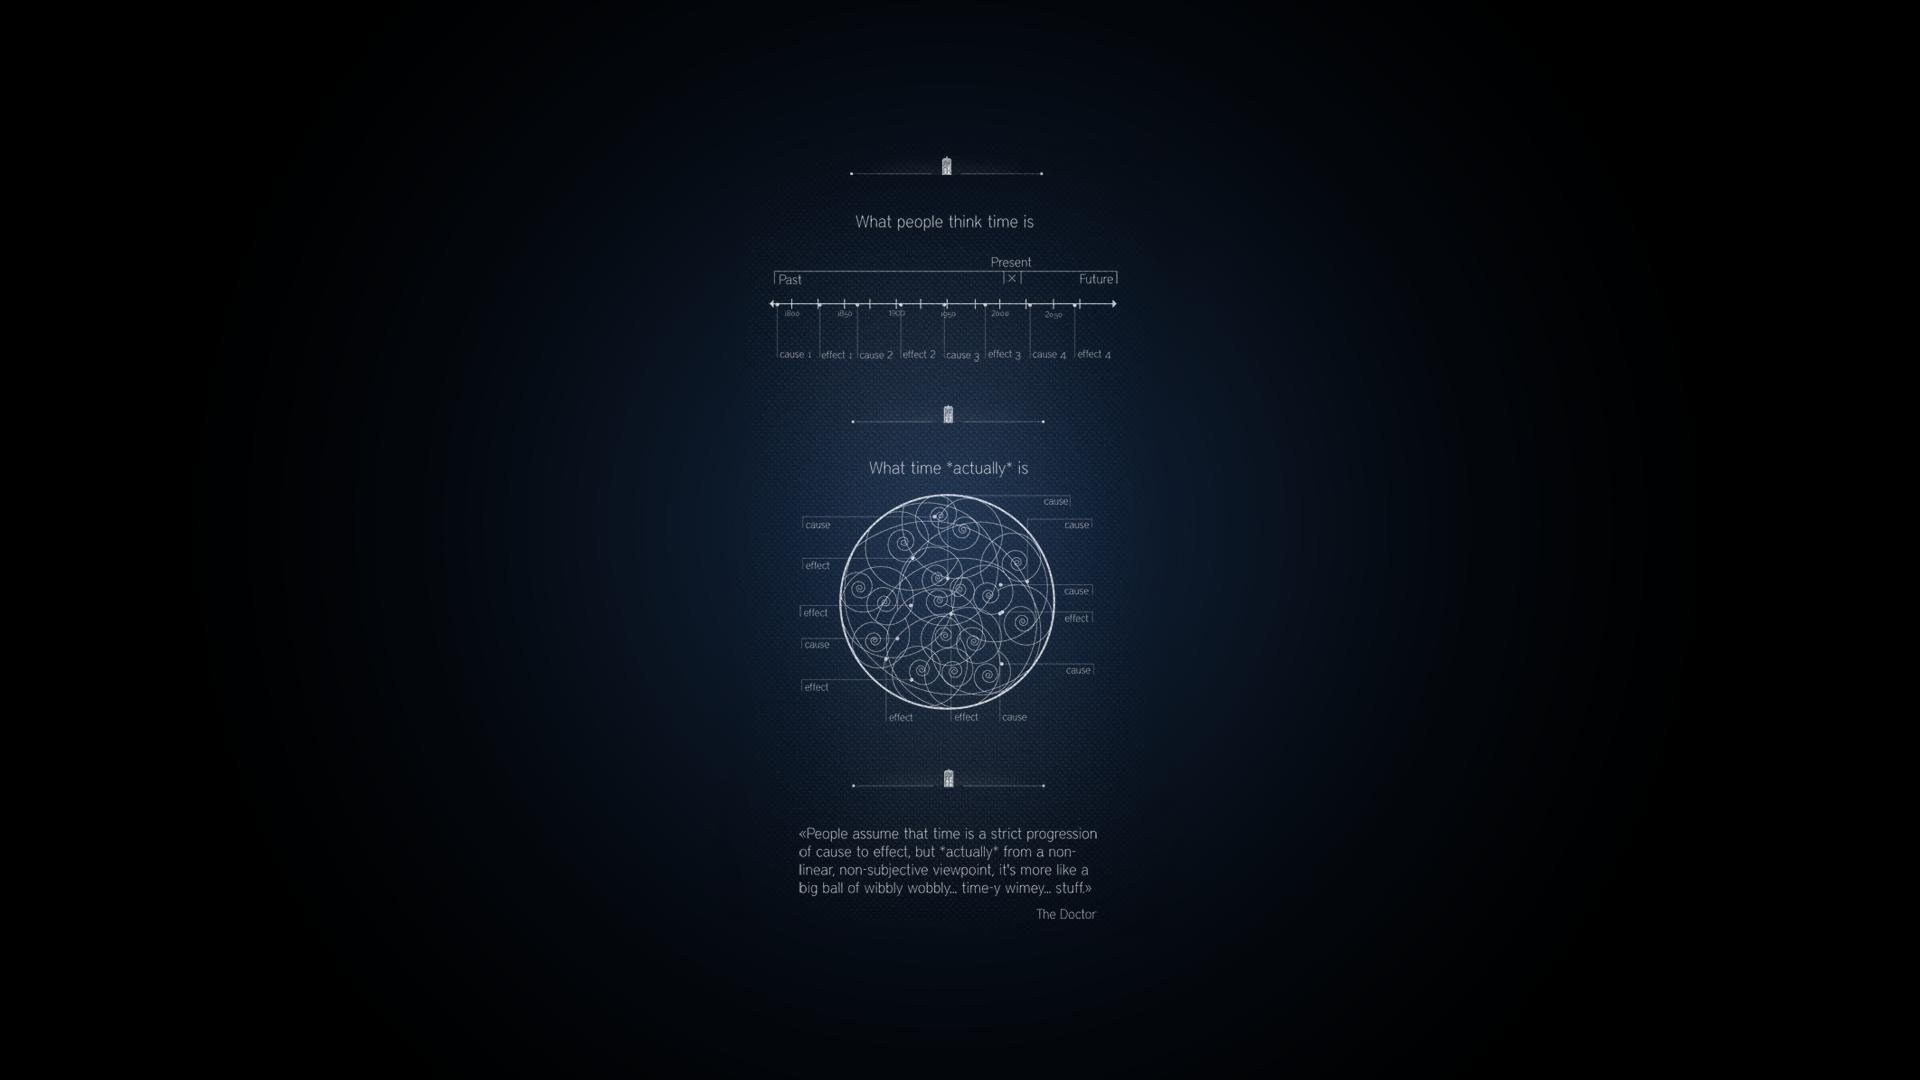 What people think time is
Present
Past × Future
1800 1850 1900 1950 2000 2050
cause 1 effect 1 cause 2 effect 2 cause 3 effect 3 cause 4 effect 4
What time *actually* is
cause
cause cause
effect
cause
effect effect
cause
cause
effect
effect effect cause
«People assume that time is a strict progression
of cause to effect, but *actually* from a non-
linear, non-subjective viewpoint, it's more like a
big ball of wibbly wobbly... time-y wimey... stuff.»
The Doctor